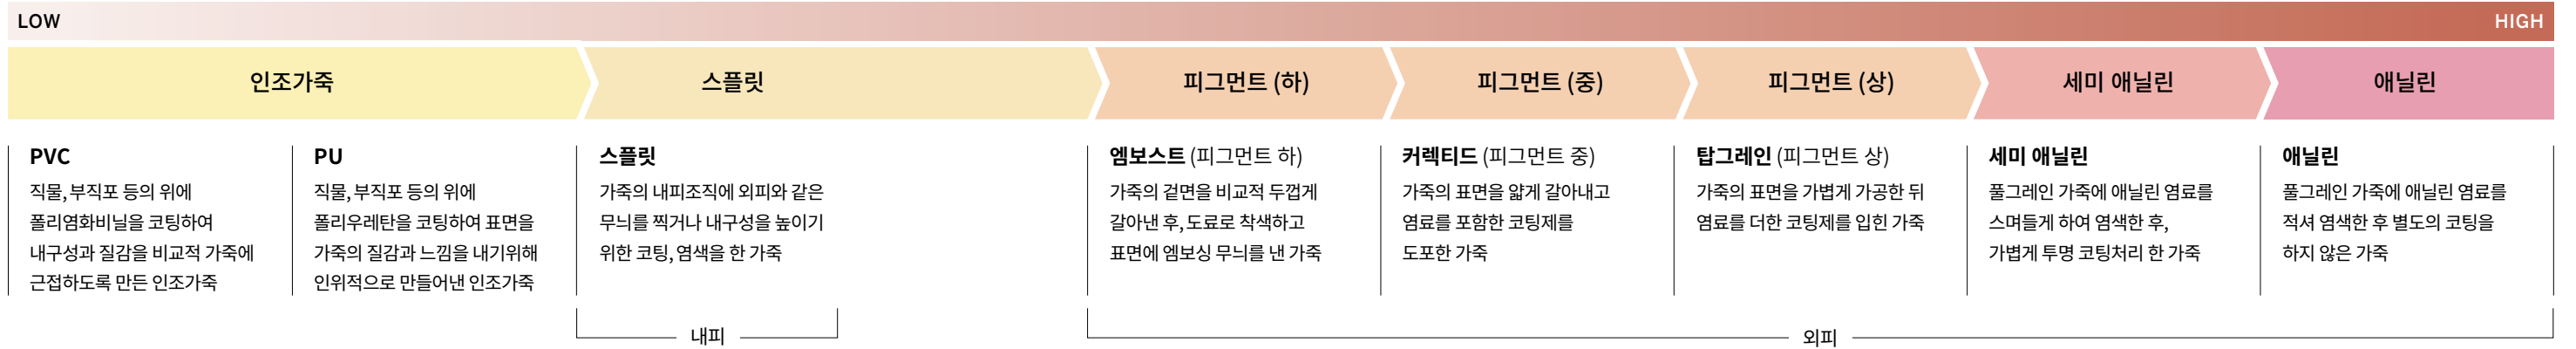 LOW
HIGH
인조가죽
스플릿
피그먼트 (하)
피그먼트 (중)
피그먼트 (상)
세미 애닐린
애닐린
PVC
직물, 부직포 등의 위에
폴리염화비닐을 코팅하여
내구성과 질감을 비교적 가죽에
근접하도록 만든 인조가죽
PU
직물, 부직포 등의 위에
폴리우레탄을 코팅하여 표면을
가죽의 질감과 느낌을 내기위해
인위적으로 만들어낸 인조가죽
스플릿
가죽의 내피조직에 외피와 같은
무늬를 찍거나 내구성을 높이기
위한 코팅, 염색을 한 가죽
엠보스트 (피그먼트 하)
가죽의 겉면을 비교적 두껍게
갈아낸 후, 도료로 착색하고
표면에 엠보싱 무늬를 낸 가죽
커렉티드 (피그먼트 중)
가죽의 표면을 얇게 갈아내고
염료를 포함한 코팅제를
도포한 가죽
탑그레인 (피그먼트 상)
가죽의 표면을 가볍게 가공한 뒤
염료를 더한 코팅제를 입힌 가죽
세미 애닐린
풀그레인 가죽에 애닐린 염료를
스며들게 하여 염색한 후,
가볍게 투명 코팅처리 한 가죽
애닐린
풀그레인 가죽에 애닐린 염료를
적셔 염색한 후 별도의 코팅을
하지 않은 가죽
내피
외피